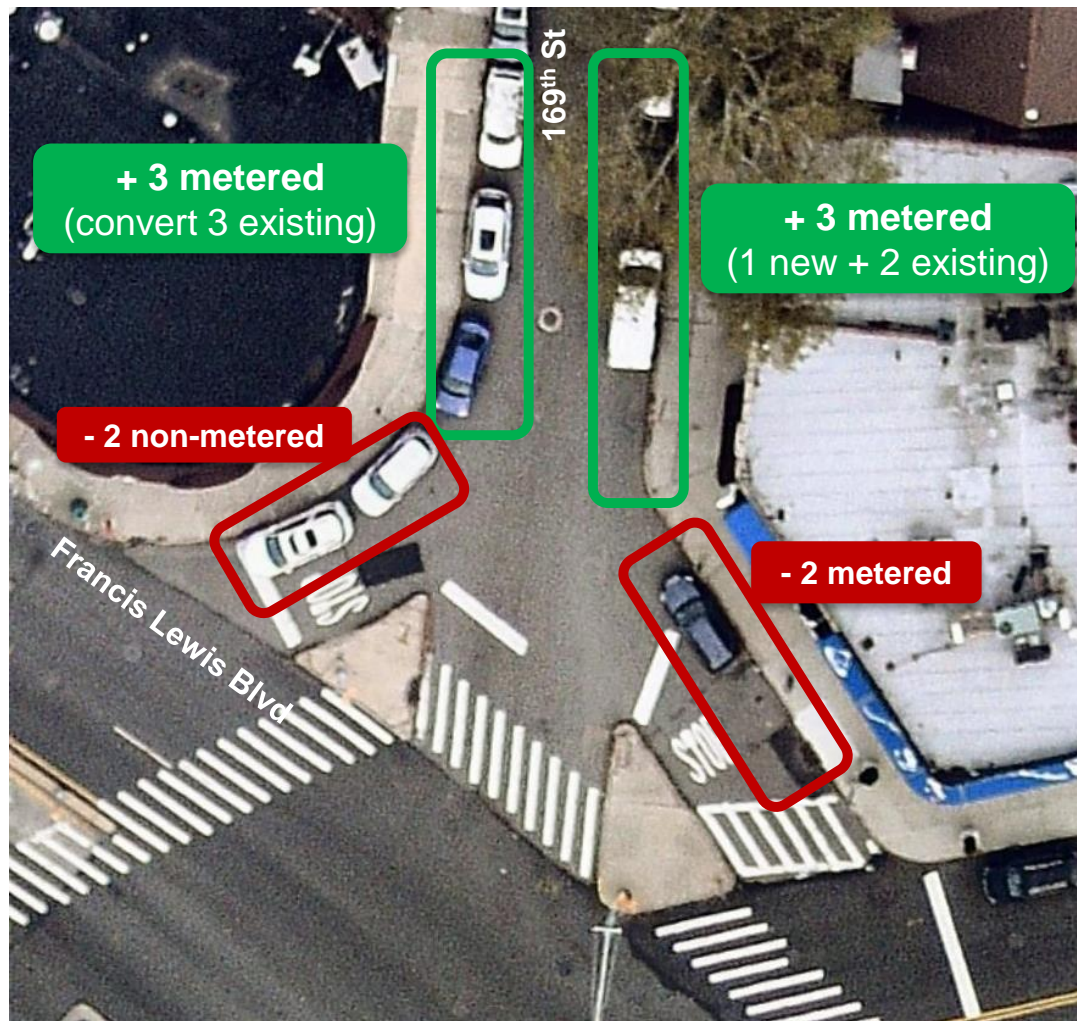 169th St
+ 3 metered
(convert 3 existing)
+ 3 metered
(1 new + 2 existing)
- 2 non-metered
- 2 metered
Francis Lewis Blvd
STOP
STOP